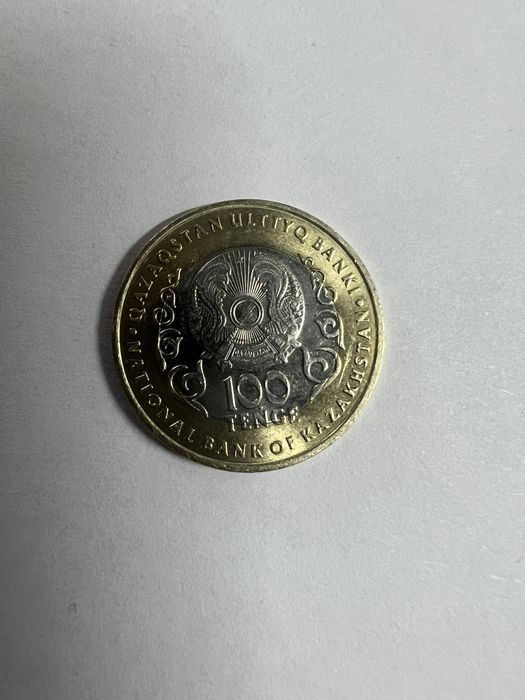 QAZAQSTAN ULTTYQ BANKI
100
TENGE
NATIONAL BANK OF KAZAKHSTAN